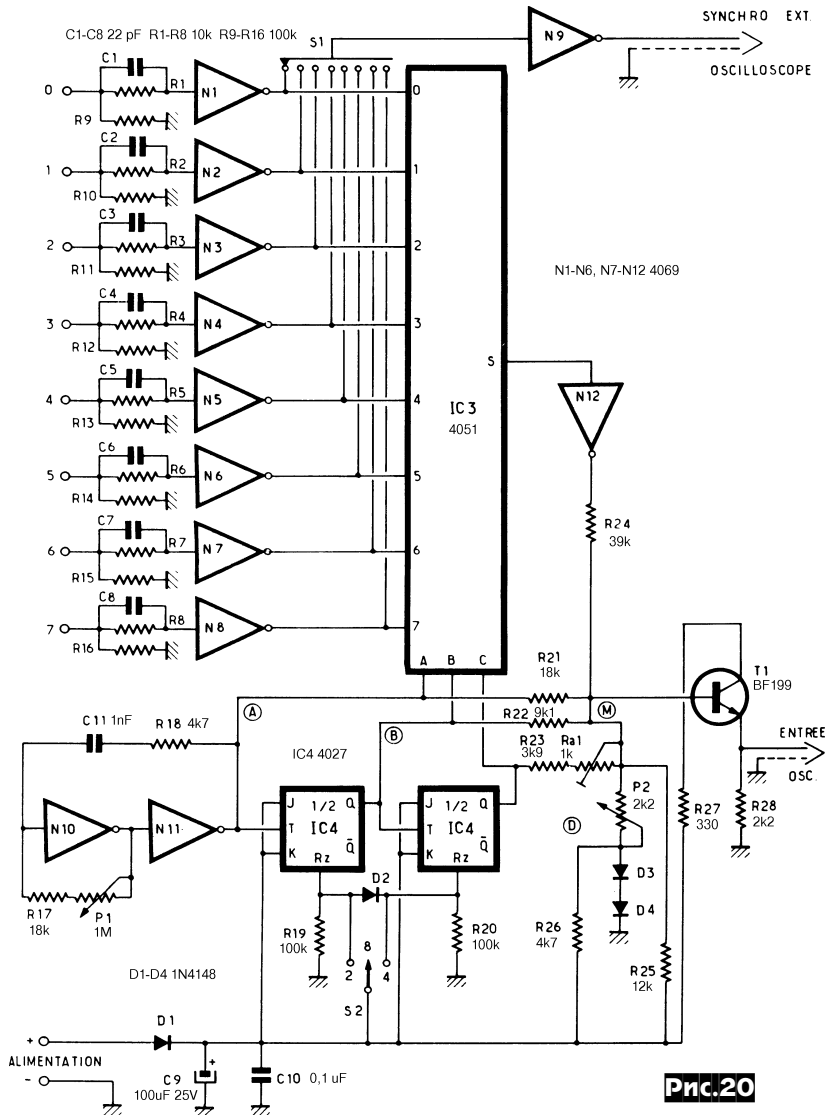 C1-C8 22 pF R1-R8 10k R9-R16 100k
S1
N9
SYNCHRO EXT.
OSCILLOSCOPE
0
C1
R1
R9
N1
0
1
C2
R2
R10
N2
1
2
C3
R3
R11
N3
2
3
C4
R4
R12
N4
3
4
C5
R5
R13
N5
4
5
C6
R6
R14
N6
5
6
C7
R7
R15
N7
6
7
C8
R8
R16
N8
7
N1-N6, N7-N12 4069
S
IC3
4051
A B C
N12
R24
39k
R21
18k
R22 9k1
R23
3k9
Ra1
1k
M
T1
BF199
ENTREE
OSC.
R27
330
R28
2k2
P2
2k2
D
D3
D4
R26
4k7
R25
12k
C11 1nF
R18 4k7
A
B
IC4 4027
N10
N11
R17
18k
P1
1M
J 1/2 Q
T IC4
K Q̅
Rz
J 1/2 Q
T IC4
K Q̅
Rz
D2
R19
100k
R20
100k
2
8
4
S2
D1-D4 1N4148
D1
+
ALIMENTATION
-
+
C9
100uF 25V
C10 0,1 uF
Pnc.20